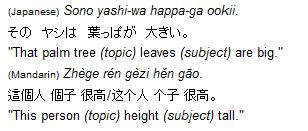 (Japanese) Sono yashi-wa happa-ga ookii.
その ヤシは 葉っぱが 大きい。
"That palm tree (topic) leaves (subject) are big."
(Mandarin) Zhège rén gèzi hěn gāo.
這個人 個子 很高/这个人 个子 很高。
"This person (topic) height (subject) tall."